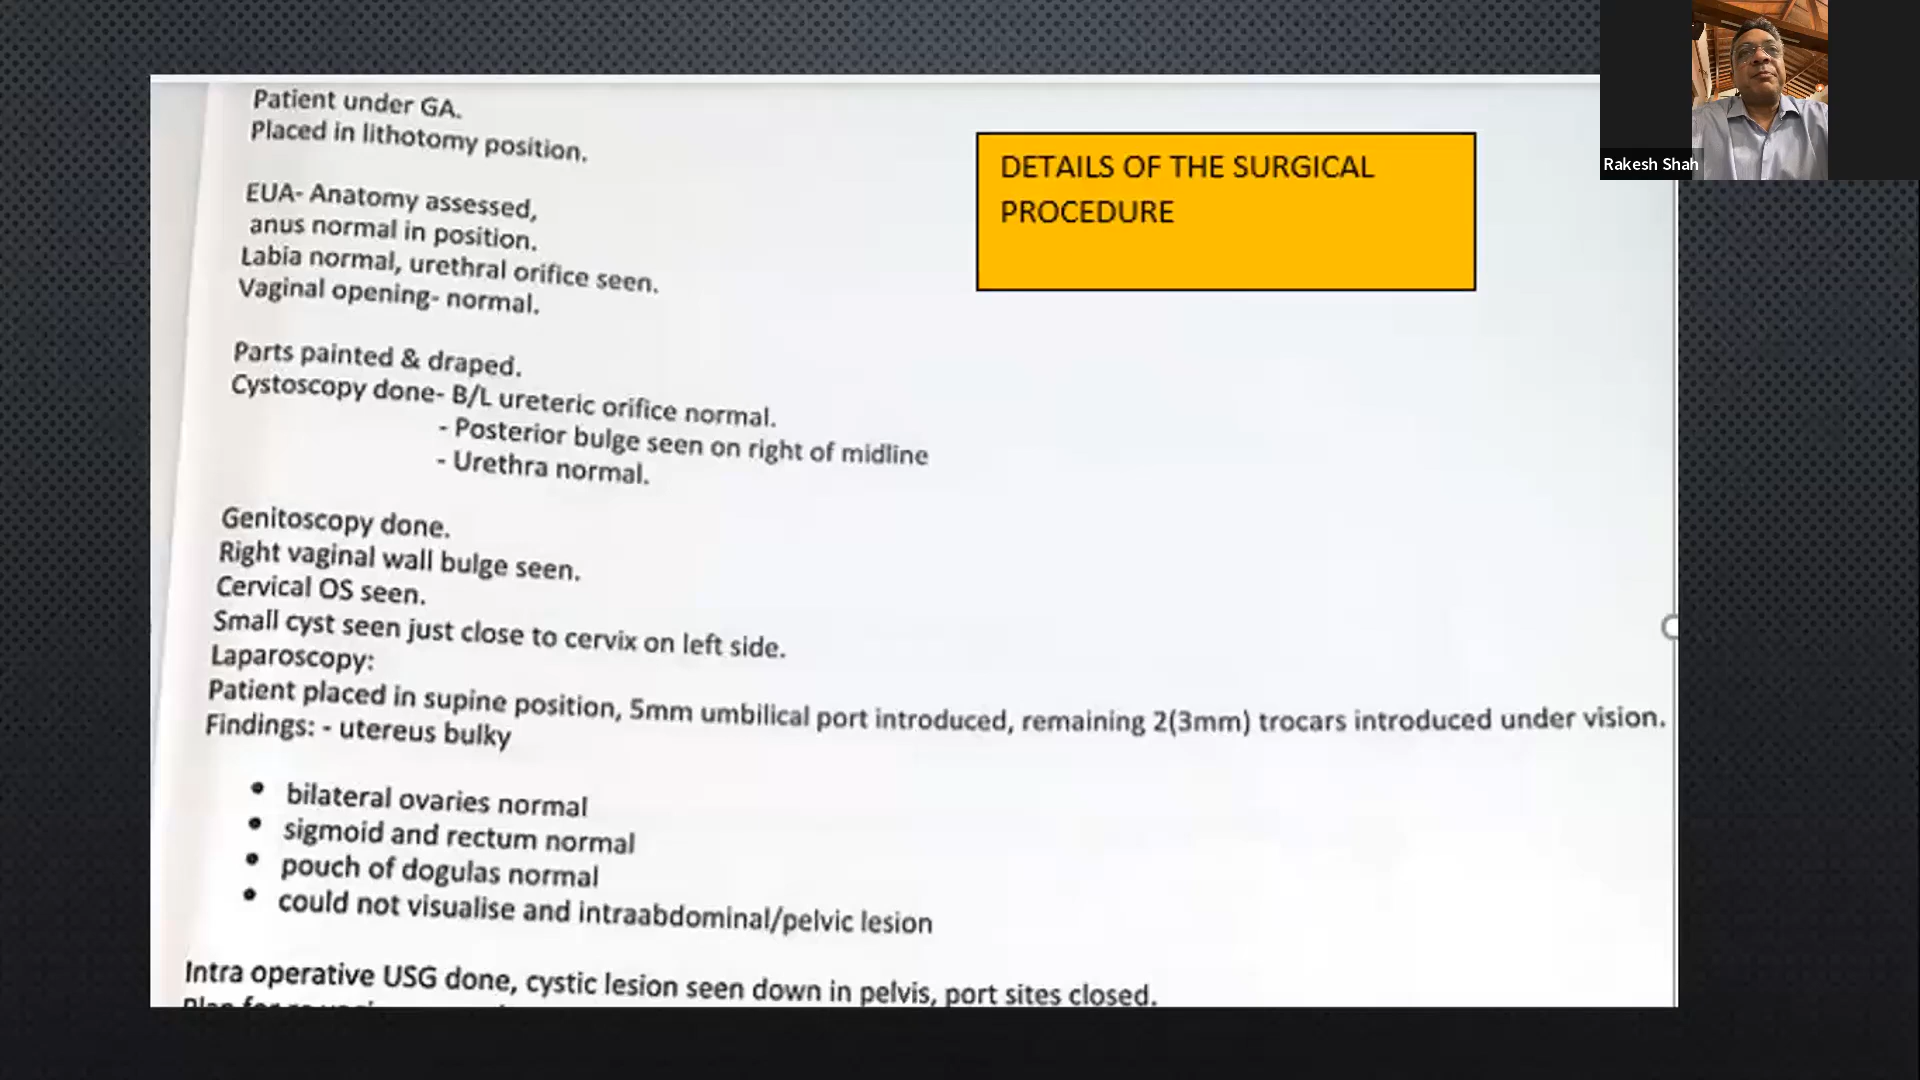 Patient under GA.
Placed in lithotomy position.
EUA- Anatomy assessed,
anus normal in position.
Labia normal, urethral orifice seen.
Vaginal opening- normal.
Parts painted & draped.
Cystoscopy done- B/L ureteric orifice normal.
- Posterior bulge seen on right of midline
- Urethra normal.
Genitoscopy done.
Right vaginal wall bulge seen.
Cervical OS seen.
Small cyst seen just close to cervix on left side.
Laparoscopy:
Patient placed in supine position, 5mm umbilical port introduced, remaining 2(3mm) trocars introduced under vision.
Findings: - utereus bulky
• bilateral ovaries normal
• sigmoid and rectum normal
• pouch of dogulas normal
• could not visualise and intraabdominal/pelvic lesion
Intra operative USG done, cystic lesion seen down in pelvis, port sites closed.
DETAILS OF THE SURGICAL
PROCEDURE
Rakesh Shah